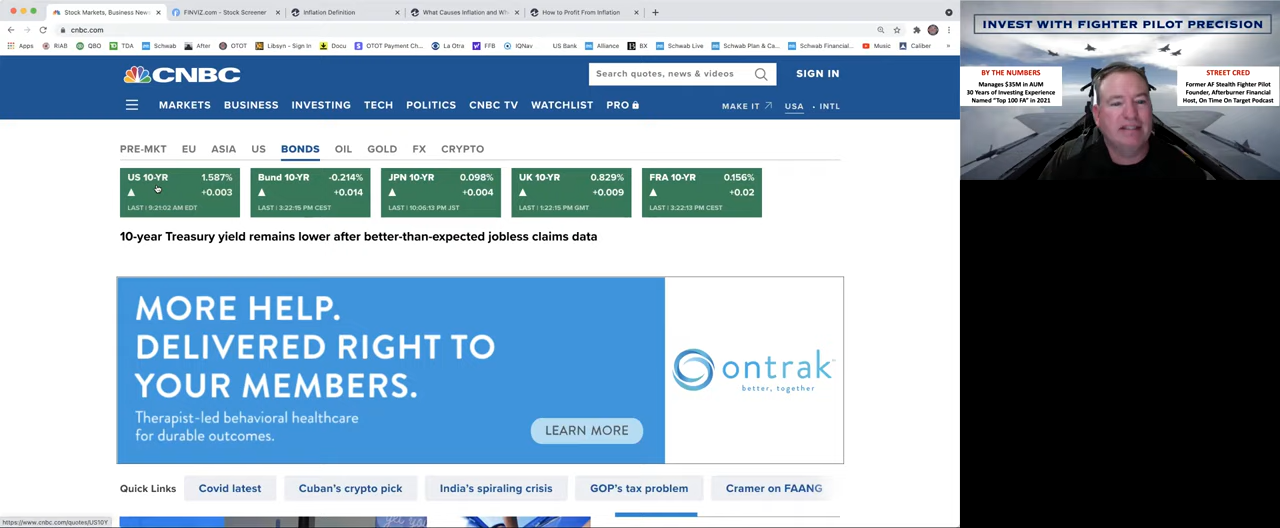 Stock Markets, Business News
FINVIZ.com - Stock Screener
Inflation Definition
What Causes Inflation and Wh
How to Profit From Inflation
cnbc.com
Apps RIAB QBO TDA Schwab After OTOT Libsyn - Sign In Docu OTOT Payment Ch... La Otra FFB IQNav US Bank Alliance BX Schwab Live Schwab Plan & Ca... Schwab Financial... Music Caliber
CNBC
Search quotes, news & videos
SIGN IN
MARKETS BUSINESS INVESTING TECH POLITICS CNBC TV WATCHLIST PRO
MAKE IT USA • INTL
PRE-MKT EU ASIA US BONDS OIL GOLD FX CRYPTO
US 10-YR 1.587%
+0.003
LAST | 9:21:02 AM EDT
Bund 10-YR -0.214%
+0.014
LAST | 3:22:15 PM CEST
JPN 10-YR 0.098%
+0.004
LAST | 10:06:13 PM JST
UK 10-YR 0.829%
+0.009
LAST | 1:22:15 PM GMT
FRA 10-YR 0.156%
+0.02
LAST | 3:22:13 PM CEST
10-year Treasury yield remains lower after better-than-expected jobless claims data
MORE HELP.
DELIVERED RIGHT TO
YOUR MEMBERS.
Therapist-led behavioral healthcare
for durable outcomes.
LEARN MORE
ontrak
better, together
Quick Links Covid latest Cuban's crypto pick India's spiraling crisis GOP's tax problem Cramer on FAANG
https://www.cnbc.com/quotes/US10Y
INVEST WITH FIGHTER PILOT PRECISION
BY THE NUMBERS
Manages $35M in AUM
30 Years of Investing Experience
Named "Top 100 FA" in 2021
STREET CRED
Former AF Stealth Fighter Pilot
Founder, Afterburner Financial
Host, On Time On Target Podcast